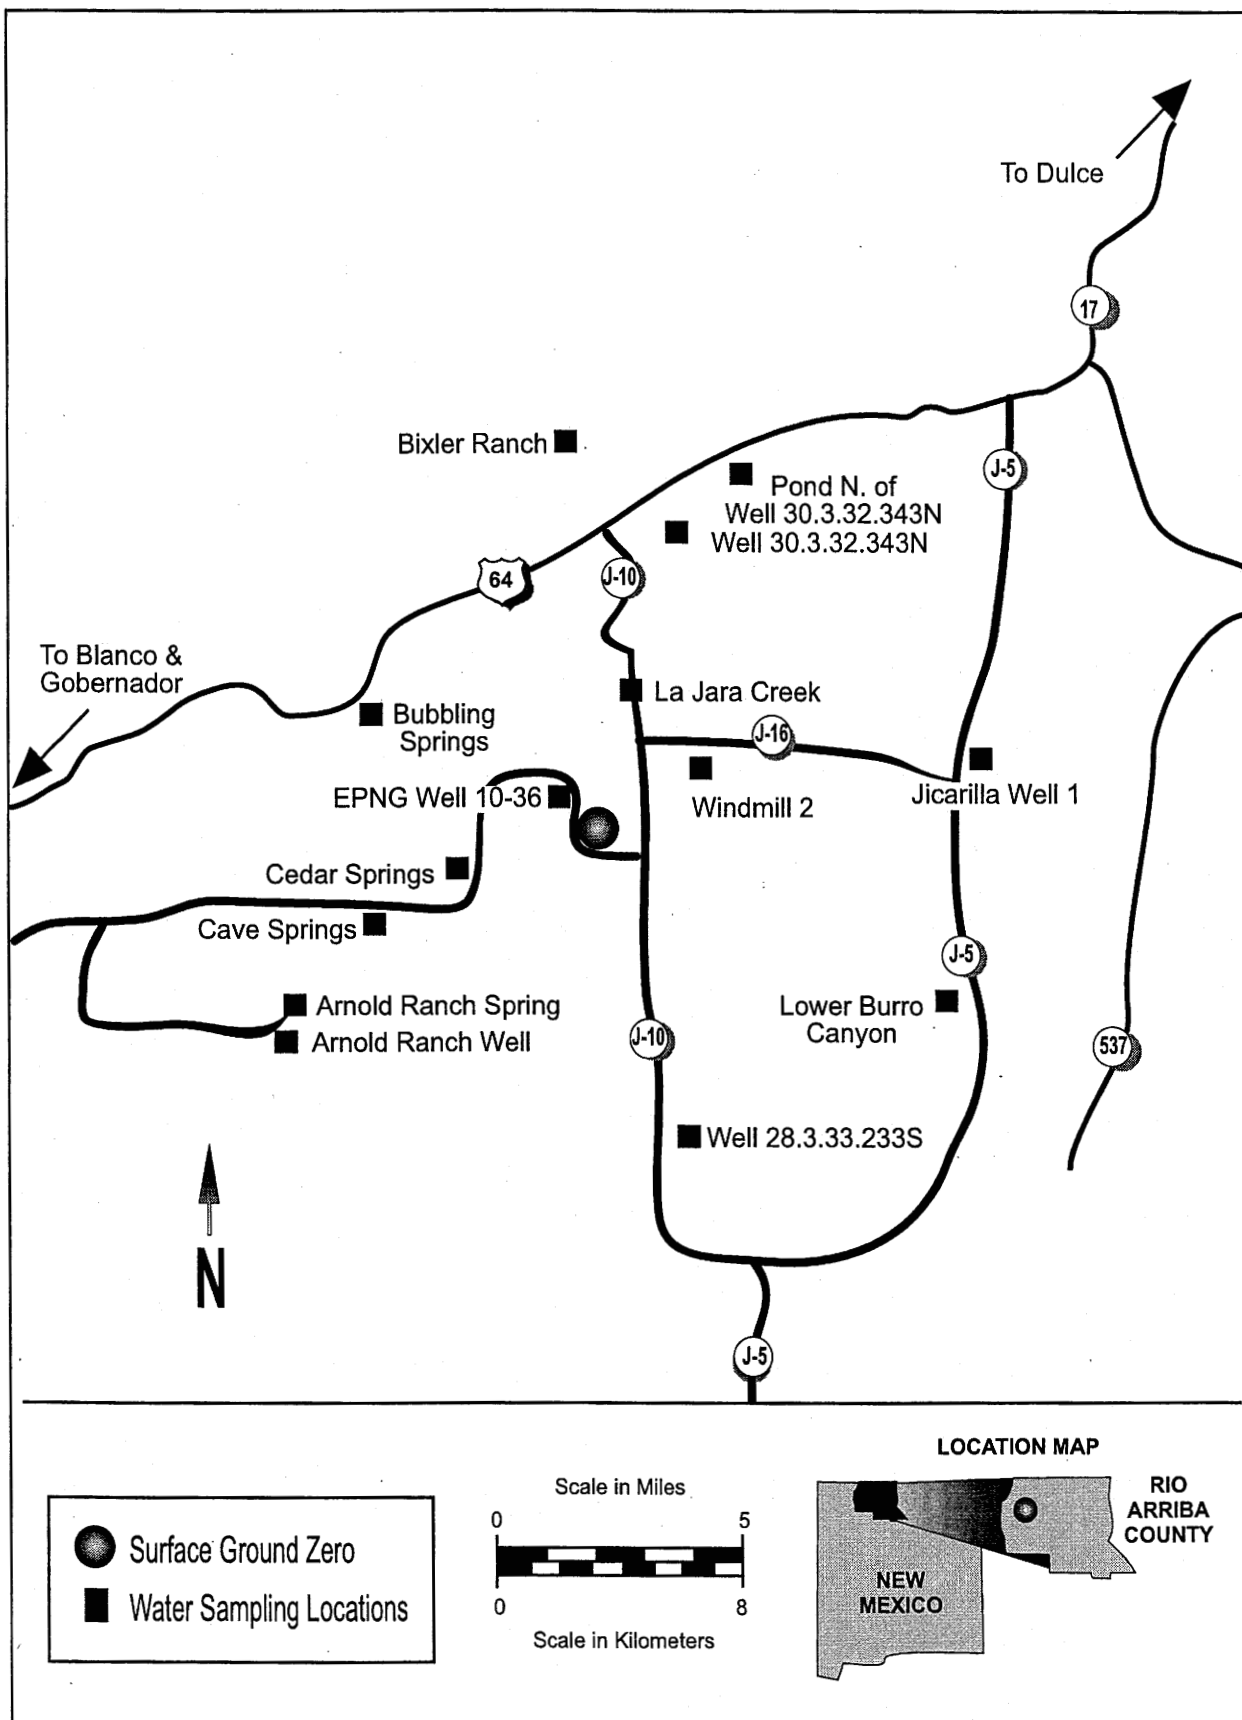 To Dulce
17
Bixler Ranch
J-5
Pond N. of
Well 30.3.32.343N
Well 30.3.32.343N
64
J-10
To Blanco &
Gobernador
La Jara Creek
Bubbling
Springs
J-16
EPNG Well 10-36
Windmill 2
Jicarilla Well 1
Cedar Springs
Cave Springs
J-5
Arnold Ranch Spring
Lower Burro
Canyon
Arnold Ranch Well
J-10
537
Well 28.3.33.233S
N
J-5
LOCATION MAP
Scale in Miles
0 5
0 8
Scale in Kilometers
RIO
ARRIBA
COUNTY
NEW
MEXICO
Surface Ground Zero
Water Sampling Locations